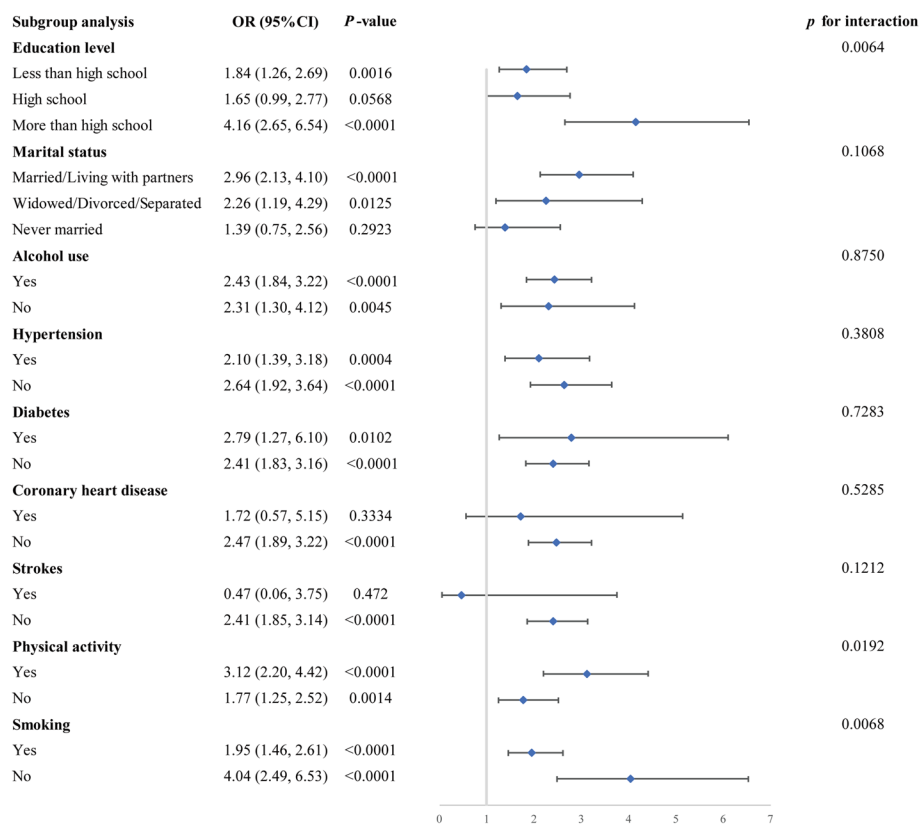 Subgroup analysis OR (95%CI) P-value p for interaction
Education level 0.0064
Less than high school 1.84 (1.26, 2.69) 0.0016
High school 1.65 (0.99, 2.77) 0.0568
More than high school 4.16 (2.65, 6.54) <0.0001
Marital status 0.1068
Married/Living with partners 2.96 (2.13, 4.10) <0.0001
Widowed/Divorced/Separated 2.26 (1.19, 4.29) 0.0125
Never married 1.39 (0.75, 2.56) 0.2923
Alcohol use 0.8750
Yes 2.43 (1.84, 3.22) <0.0001
No 2.31 (1.30, 4.12) 0.0045
Hypertension 0.3808
Yes 2.10 (1.39, 3.18) 0.0004
No 2.64 (1.92, 3.64) <0.0001
Diabetes 0.7283
Yes 2.79 (1.27, 6.10) 0.0102
No 2.41 (1.83, 3.16) <0.0001
Coronary heart disease 0.5285
Yes 1.72 (0.57, 5.15) 0.3334
No 2.47 (1.89, 3.22) <0.0001
Strokes 0.1212
Yes 0.47 (0.06, 3.75) 0.472
No 2.41 (1.85, 3.14) <0.0001
Physical activity 0.0192
Yes 3.12 (2.20, 4.42) <0.0001
No 1.77 (1.25, 2.52) 0.0014
Smoking 0.0068
Yes 1.95 (1.46, 2.61) <0.0001
No 4.04 (2.49, 6.53) <0.0001
0 1 2 3 4 5 6 7